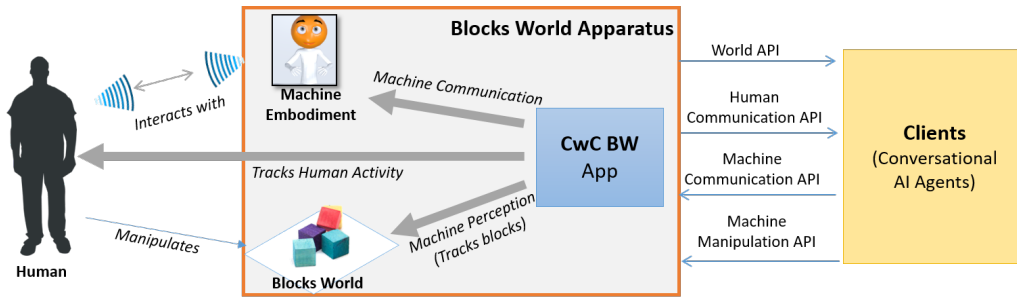 Blocks World Apparatus
Machine
Embodiment
Machine Communication
Interacts with
Tracks Human Activity
CwC BW
App
Machine Perception
(Tracks blocks)
Manipulates
Human
Blocks World
World API
Human
Communication API
Machine
Communication API
Machine
Manipulation API
Clients
(Conversational
AI Agents)